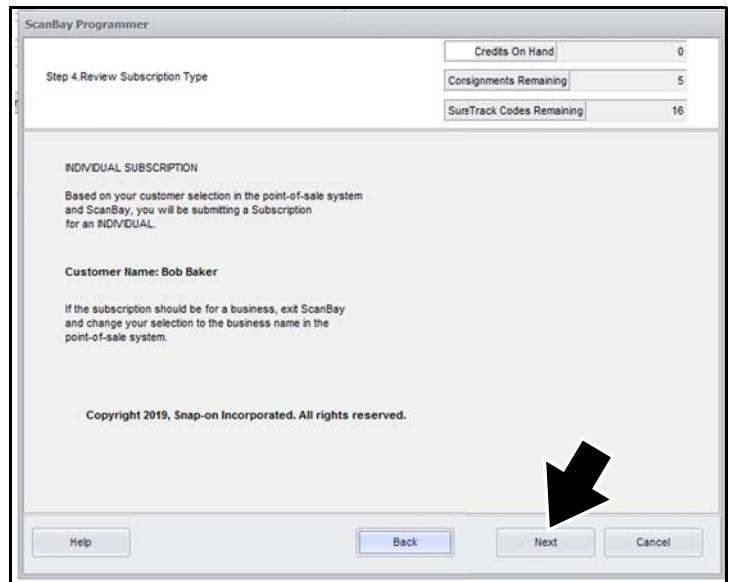 ScanBay Programmer
Step 4.Review Subscription Type
Credits On Hand 0
Consignments Remaining 5
SureTrack Codes Remaining 16
INDIVIDUAL SUBSCRIPTION
Based on your customer selection in the point-of-sale system
and ScanBay, you will be submitting a Subscription
for an INDIVIDUAL.
Customer Name: Bob Baker
If the subscription should be for a business, exit ScanBay
and change your selection to the business name in the
point-of-sale system.
Copyright 2019, Snap-on Incorporated. All rights reserved.
Help Back Next Cancel